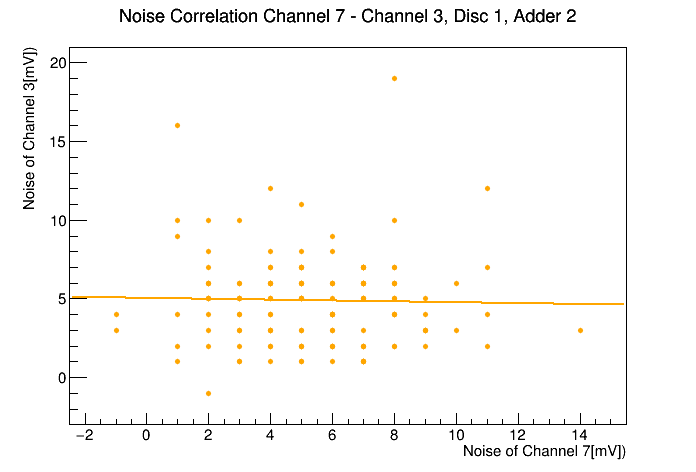 Noise Correlation Channel 7 - Channel 3, Disc 1, Adder 2
Noise of Channel 3[mV])
20
15
10
5
0
−2 0 2 4 6 8 10 12 14
Noise of Channel 7[mV])